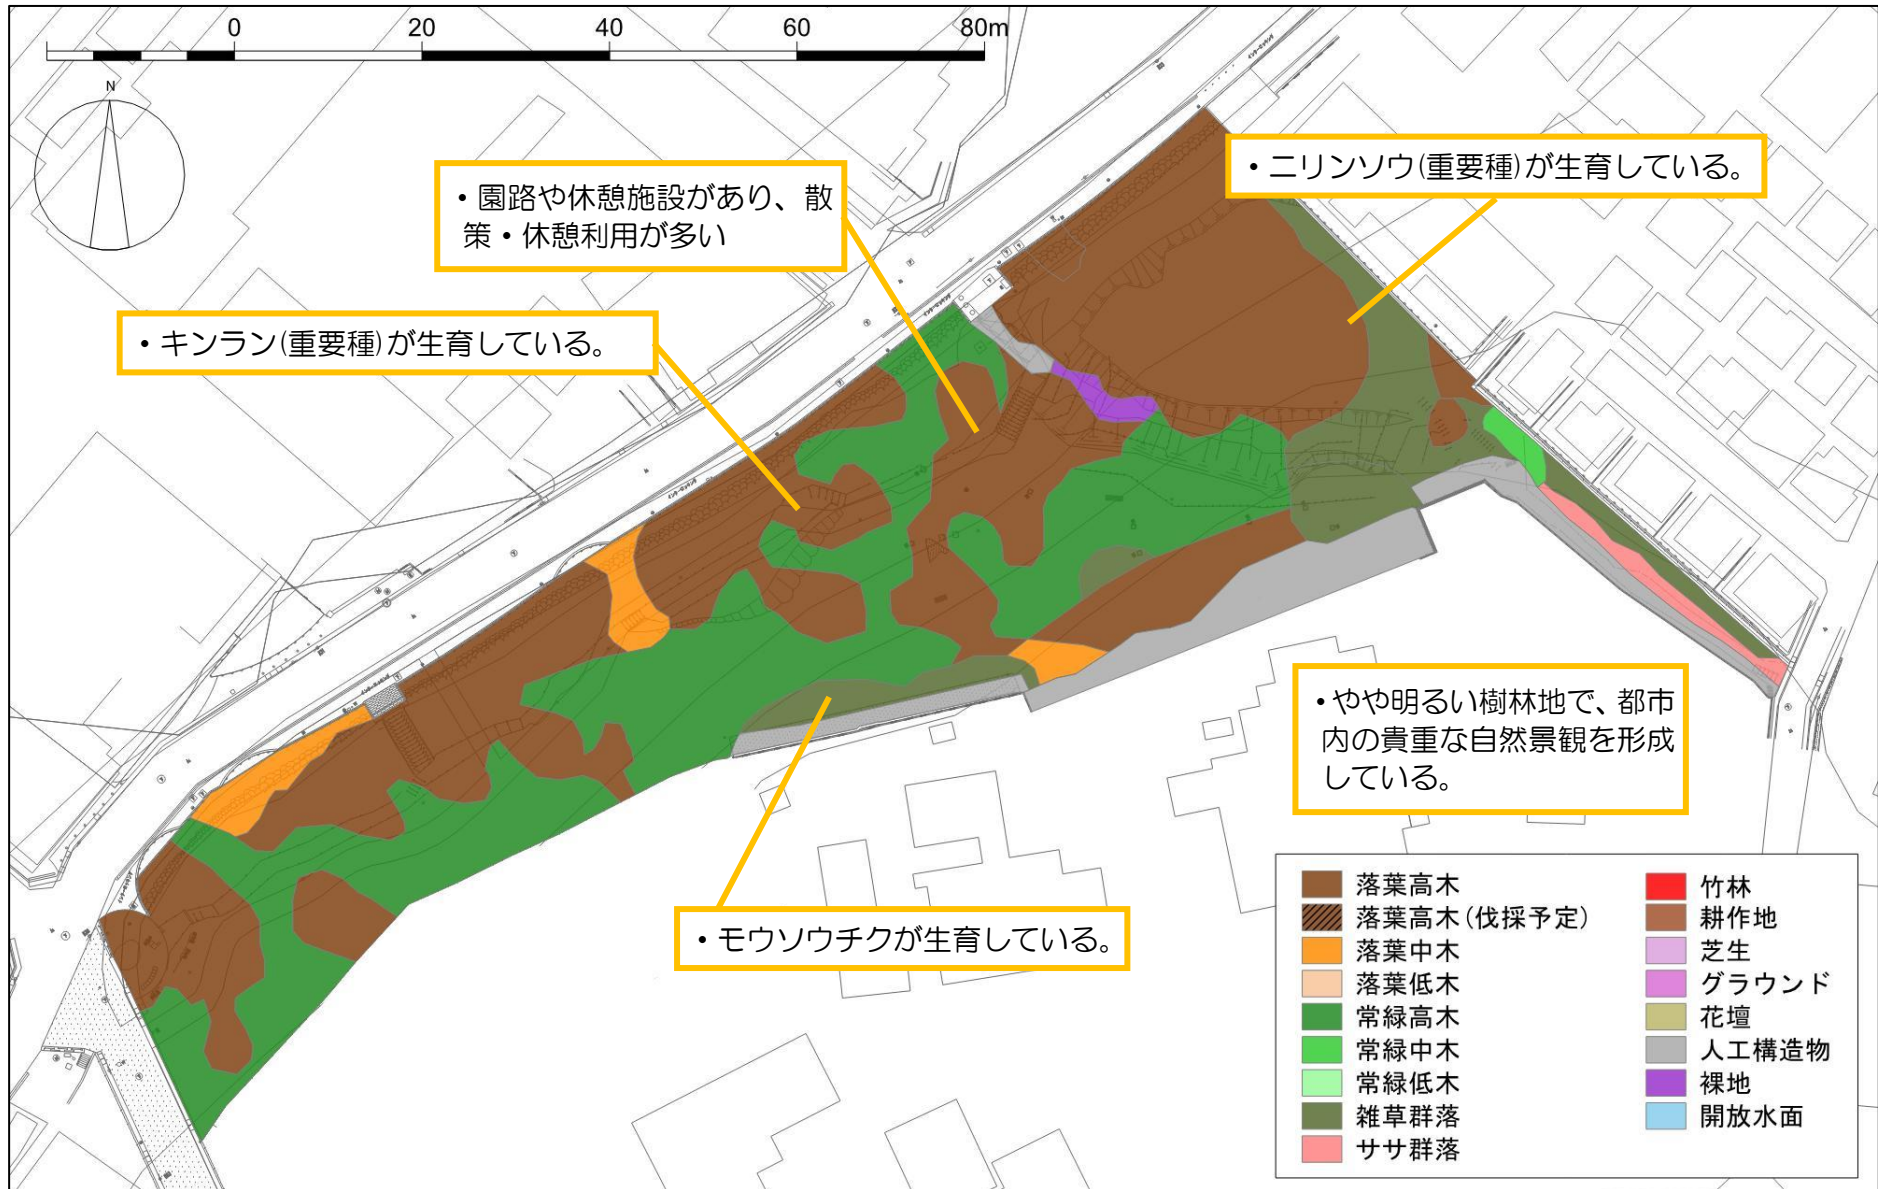 0 20 40 60 80m
N
・ニリンソウ(重要種)が生育している。
・園路や休憩施設があり、散
策・休憩利用が多い
・キンラン(重要種)が生育している。
・やや明るい樹林地で、都市
内の貴重な自然景観を形成
している。
・モウソウチクが生育している。
落葉高木
落葉高木(伐採予定)
落葉中木
落葉低木
常緑高木
常緑中木
常緑低木
雑草群落
ササ群落
竹林
耕作地
芝生
グラウンド
花壇
人工構造物
裸地
開放水面